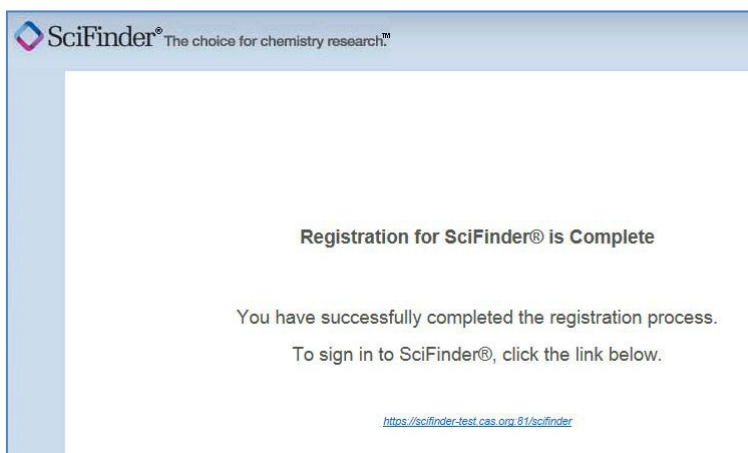 SciFinder® The choice for chemistry research.™
Registration for SciFinder® is Complete
You have successfully completed the registration process.
To sign in to SciFinder®, click the link below.
https://scifinder-test.cas.org:81/scifinder